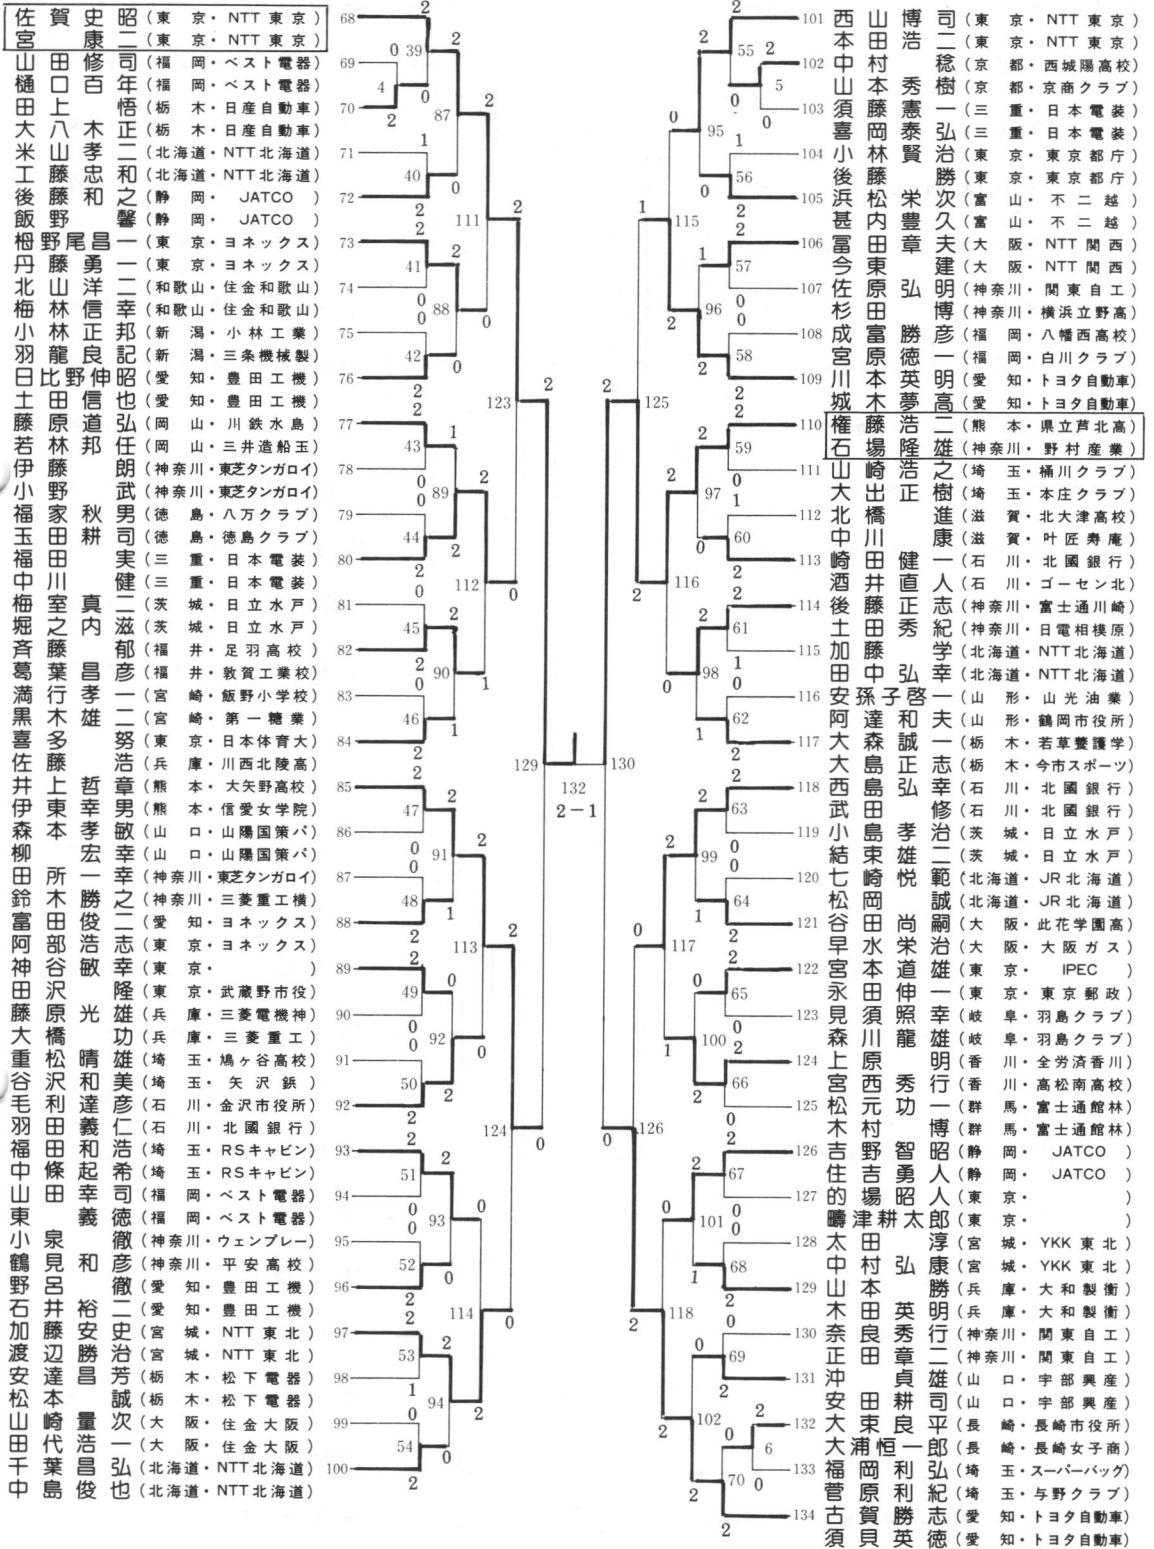 佐賀史昭(東 京・NTT東京) 68
宮 康二(東 京・NTT東京)
山田修司(福 岡・ベスト電器) 69
樋口百年(福 岡・ベスト電器)
田上 悟(栃 木・日産自動車) 70
大八木正(栃 木・日産自動車)
米山孝二(北海道・NTT北海道) 71
工藤忠和(北海道・NTT北海道)
後藤和之(静 岡・ JATCO ) 72
飯野 馨(静 岡・ JATCO )
栂野尾昌一(東 京・ヨネックス) 73
丹藤勇一(東 京・ヨネックス)
北山洋二(和歌山・住金和歌山) 74
梅林信幸(和歌山・住金和歌山)
小林正邦(新 潟・小林工業) 75
羽龍良記(新 潟・三条機械製)
日比野伸昭(愛 知・豊田工機) 76
土田信也(愛 知・豊田工機)
藤原道弘(岡 山・川鉄水島) 77
若林邦任(岡 山・三井造船玉)
伊藤 朗(神奈川・東芝タンガロイ) 78
小野 武(神奈川・東芝タンガロイ)
福家秋男(徳 島・八万クラブ) 79
玉田耕司(徳 島・徳島クラブ)
福田 実(三 重・日本電装) 80
中川 健(三 重・日本電装)
梅室真二(茨 城・日立水戸) 81
堀之内滋(茨 城・日立水戸)
斉藤 郁(福 井・足羽高校) 82
葛葉昌彦(福 井・敦賀工業校)
満行孝一(宮 崎・飯野小学校) 83
黒木雄二(宮 崎・第一糖業)
喜多 努(東 京・日本体育大) 84
佐藤 浩(兵 庫・川西北陵高)
井上哲章(熊 本・大矢野高校) 85
伊東幸男(熊 本・信愛女学院)
森本孝敏(山 口・山陽国策パ) 86
柳 宏幸(山 口・山陽国策パ)
田所一幸(神奈川・東芝タンガロイ) 87
鈴木勝之(神奈川・三菱重工横)
富田俊二(愛 知・ヨネックス) 88
阿部浩志(東 京・ヨネックス)
神谷敏幸(東 京・ ) 89
田沢 隆(東 京・武蔵野市役)
藤原光雄(兵 庫・三菱電機神) 90
大橋 功(兵 庫・三菱重工)
重松晴雄(埼 玉・鳩ヶ谷高校) 91
谷沢和美(埼 玉・矢沢鋲)
毛利達彦(石 川・金沢市役所) 92
羽田義仁(石 川・北國銀行)
福田和浩(埼 玉・RSキャビン) 93
中條起希(埼 玉・RSキャビン)
山田幸司(福 岡・ベスト電器) 94
東 義徳(福 岡・ベスト電器)
小泉 徹(神奈川・ウェンブレー) 95
鶴見和彦(神奈川・平安高校)
野呂 徹(愛 知・豊田工機) 96
石井裕二(愛 知・豊田工機)
加藤安史(宮 城・NTT東北) 97
渡辺勝治(宮 城・NTT東北)
安達昌芳(栃 木・松下電器) 98
松本 誠(栃 木・松下電器)
山崎量次(大 阪・住金大阪) 99
田代浩一(大 阪・住金大阪)
千葉昌弘(北海道・NTT北海道) 100
中島俊也(北海道・NTT北海道)
129 132 130
2-1
101 西山博司(東 京・NTT東京)
本田浩二(東 京・NTT東京)
102 中村 稔(京 都・西城陽高校)
山本秀樹(京 都・京商クラブ)
103 須藤憲一(三 重・日本電装)
喜岡泰弘(三 重・日本電装)
104 小林賢治(東 京・東京都庁)
後藤 勝(東 京・東京都庁)
105 浜松栄次(富 山・不二越)
甚内豊久(富 山・不二越)
106 冨田章夫(大 阪・NTT関西)
今東 建(大 阪・NTT関西)
107 佐原弘明(神奈川・関東自工)
杉田 博(神奈川・横浜立野高)
108 成富勝彦(福 岡・八幡西高校)
宮原徳一(福 岡・白川クラブ)
109 川本英明(愛 知・トヨタ自動車)
城木夢高(愛 知・トヨタ自動車)
110 権藤浩二(熊 本・県立芦北高)
石場隆雄(神奈川・野村産業)
111 山崎浩之(埼 玉・桶川クラブ)
大出正樹(埼 玉・本庄クラブ)
112 北橋 進(滋 賀・北大津高校)
中川 康(滋 賀・叶匠寿庵)
113 崎田健一(石 川・北國銀行)
酒井直人(石 川・ゴーセン北)
114 後藤正志(神奈川・富士通川崎)
土田秀紀(神奈川・日電相模原)
115 加藤 学(北海道・NTT北海道)
田中弘幸(北海道・NTT北海道)
116 安孫子啓一(山 形・山光油業)
阿達和夫(山 形・鶴岡市役所)
117 大森誠一(栃 木・若草養護学)
大島正志(栃 木・今市スポーツ)
118 西島弘幸(石 川・北國銀行)
武田 修(石 川・北國銀行)
119 小島孝治(茨 城・日立水戸)
結束雄二(茨 城・日立水戸)
120 七崎悦範(北海道・JR北海道)
松岡 誠(北海道・JR北海道)
121 谷田尚嗣(大 阪・此花学園高)
早水栄治(大 阪・大阪ガス)
122 宮本道雄(東 京・ IPEC )
永田伸一(東 京・東京郵政)
123 見須照幸(岐 阜・羽島クラブ)
森川龍雄(岐 阜・羽島クラブ)
124 上原 明(香 川・全労済香川)
宮西秀行(香 川・高松南高校)
125 松元功一(群 馬・富士通館林)
木村 博(群 馬・富士通館林)
126 吉野智昭(静 岡・ JATCO )
住吉勇人(静 岡・ JATCO )
127 的場昭人(東 京・ )
疇津耕太郎(東 京・ )
128 太田 淳(宮 城・YKK東北)
中村弘康(宮 城・YKK東北)
129 山本 勝(兵 庫・大和製衡)
木田英明(兵 庫・大和製衡)
130 奈良秀行(神奈川・関東自工)
正田章二(神奈川・関東自工)
131 沖 貞雄(山 口・宇部興産)
安田耕司(山 口・宇部興産)
132 大束良平(長 崎・長崎市役所)
大浦恒一郎(長 崎・長崎女子商)
133 福岡利弘(埼 玉・スーパーバッグ)
菅原利紀(埼 玉・与野クラブ)
134 古賀勝志(愛 知・トヨタ自動車)
須貝英徳(愛 知・トヨタ自動車)